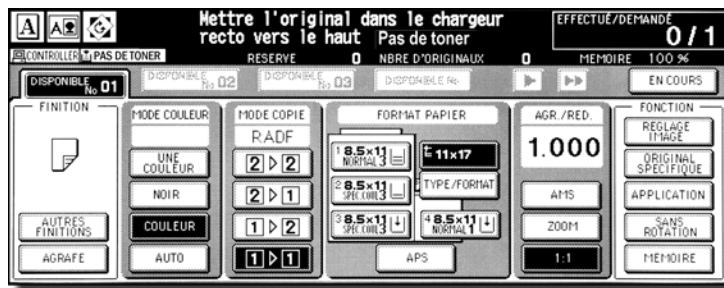 A A Mettre l'original dans le chargeur
recto vers le haut Pas de toner
EFFECTUÉ/DEMANDÉ
0/1
CONTROLLER PAS DE TONER RESERVE 0 NBRE D'ORIGINAUX 0 MEMOIRE 100 %
DISPONIBLE No 01
DISPONIBLE No 02
DISPONIBLE No 03
DISPONIBLE No
EN COURS
FINITION
AUTRES
FINITIONS
AGRAFE
MODE COULEUR
UNE
COULEUR
NOIR
COULEUR
AUTO
MODE COPIE
RADF
2 ▷ 2
2 ▷ 1
1 ▷ 2
1 ▷ 1
FORMAT PAPIER
1 8.5x11
NORMAL 3
2 8.5x11
SPEC.COUL 3
3 8.5x11
SPEC.COUL 3
11x17
TYPE/FORMAT
4 8.5x11
NORMAL 1
APS
AGR./RED.
1.000
AMS
ZOOM
1:1
FONCTION
REGLAGE
IMAGE
ORIGINAL
SPECIFIQUE
APPLICATION
SANS
ROTATION
MEMOIRE